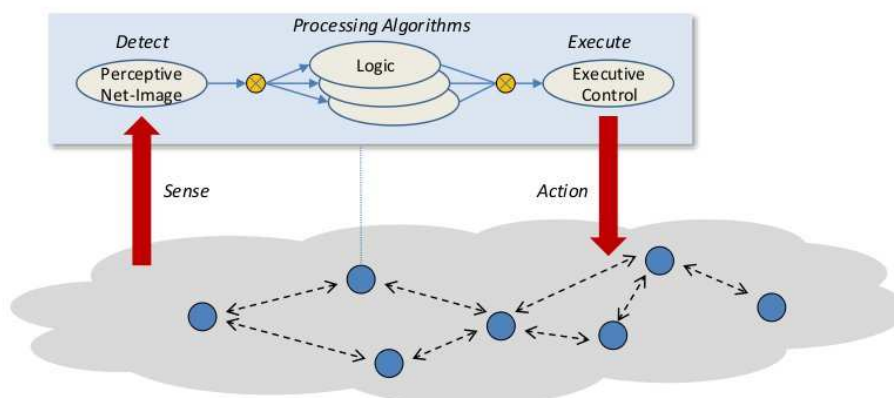 Processing Algorithms
Detect
Execute
Perceptive
Net-Image
Logic
Executive
Control
Sense
Action